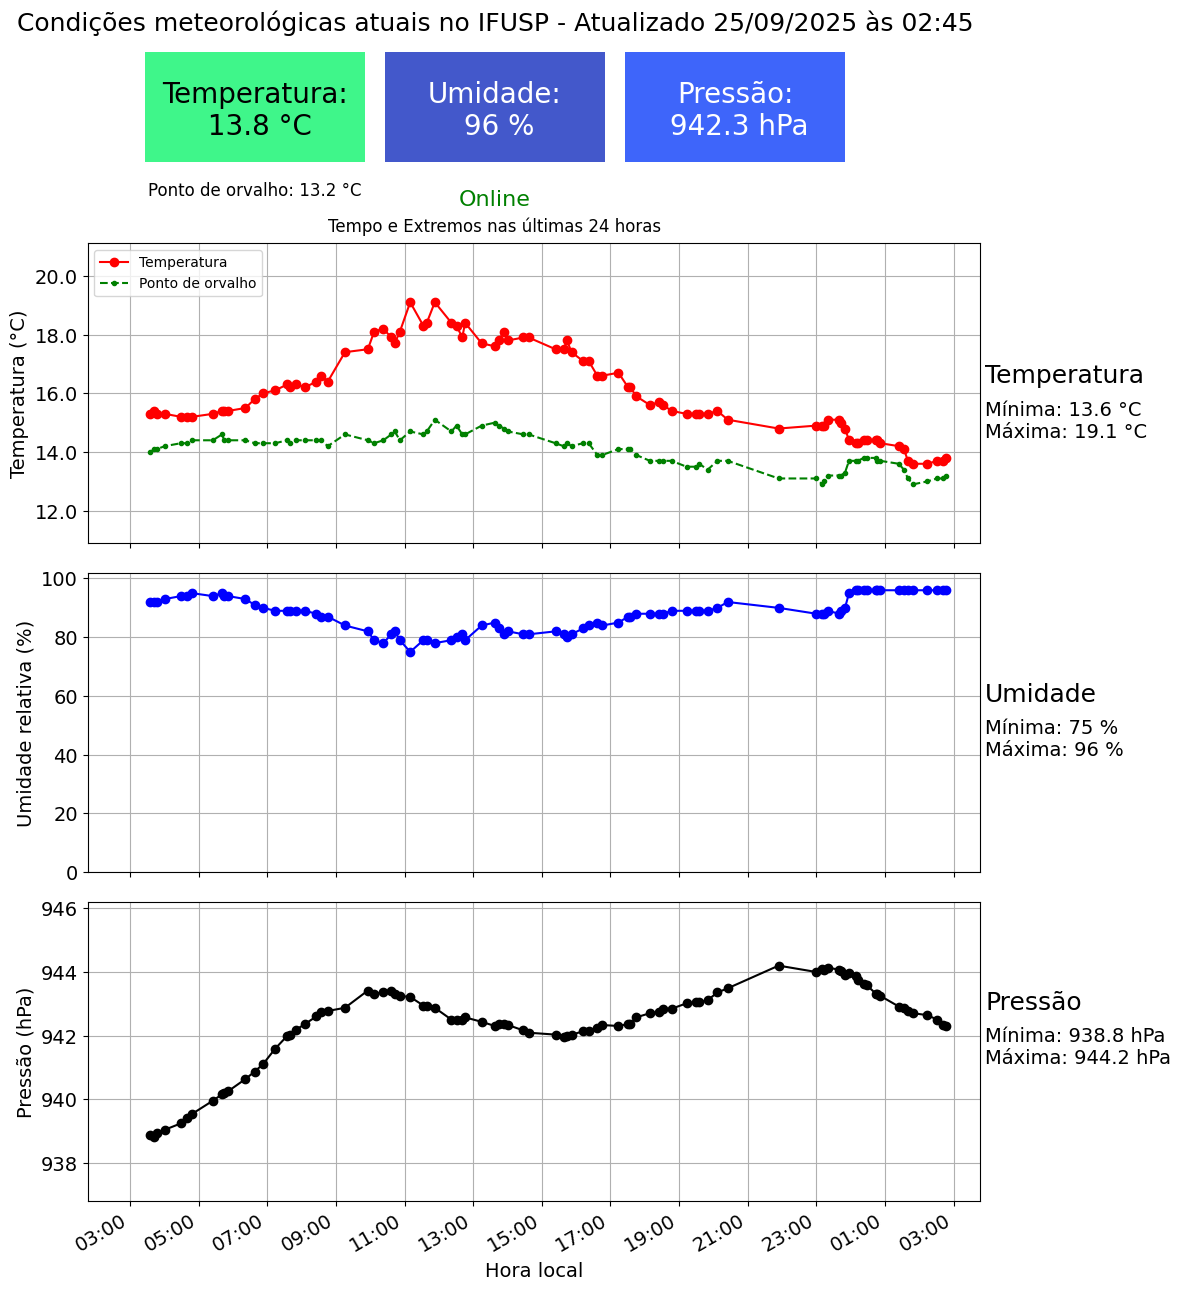 Condições meteorológicas atuais no IFUSP - Atualizado 25/09/2025 às 02:45
Temperatura:
13.8 °C
Umidade:
96 %
Pressão:
942.3 hPa
Ponto de orvalho: 13.2 °C
Online
Tempo e Extremos nas últimas 24 horas
Temperatura
Ponto de orvalho
Temperatura (°C)
20.0
18.0
16.0
14.0
12.0
Temperatura
Mínima: 13.6 °C
Máxima: 19.1 °C
Umidade relativa (%)
100
80
60
40
20
0
Umidade
Mínima: 75 %
Máxima: 96 %
Pressão (hPa)
946
944
942
940
938
Pressão
Mínima: 938.8 hPa
Máxima: 944.2 hPa
03:00
05:00
07:00
09:00
11:00
13:00
15:00
17:00
19:00
21:00
23:00
01:00
03:00
Hora local